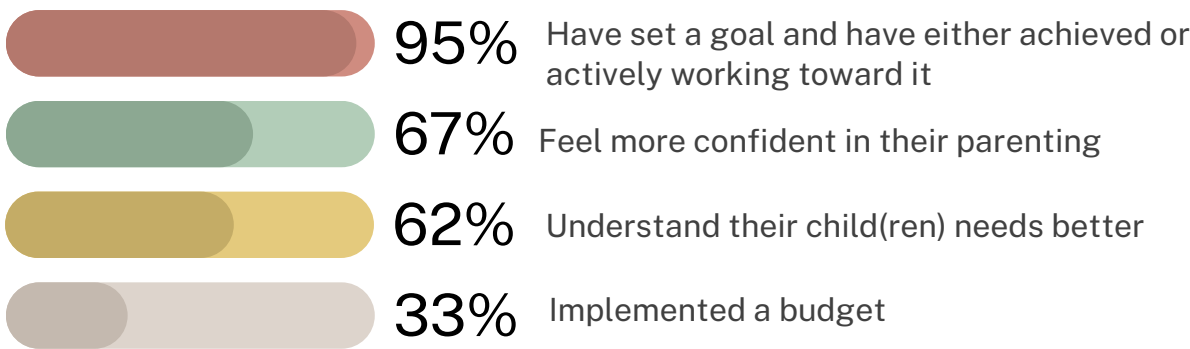 95% Have set a goal and have either achieved or
actively working toward it
67% Feel more confident in their parenting
62% Understand their child(ren) needs better
33% Implemented a budget